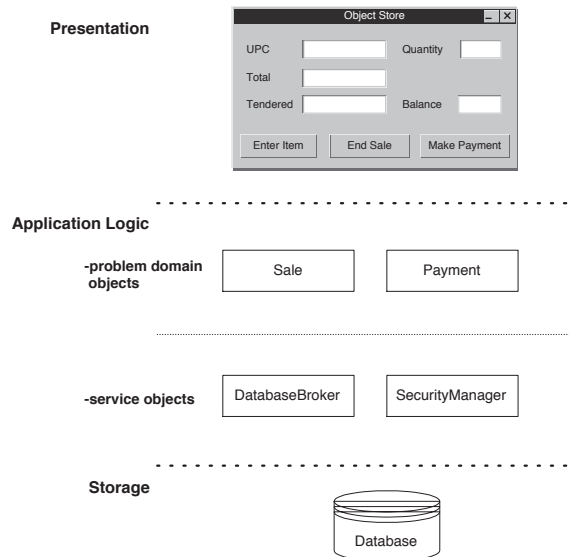 Presentation
Object Store
UPC Quantity
Total
Tendered Balance
Enter Item End Sale Make Payment
Application Logic
-problem domain
objects
Sale Payment
-service objects
DatabaseBroker SecurityManager
Storage
Database